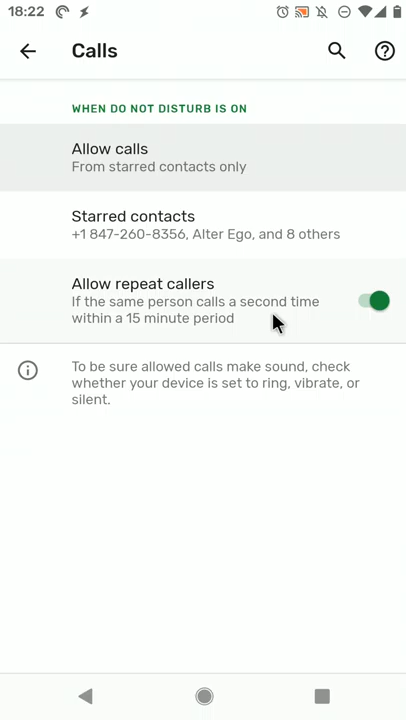 18:22
Calls
WHEN DO NOT DISTURB IS ON
Allow calls
From starred contacts only
Starred contacts
+1 847-260-8356, Alter Ego, and 8 others
Allow repeat callers
If the same person calls a second time
within a 15 minute period
To be sure allowed calls make sound, check
whether your device is set to ring, vibrate, or
silent.